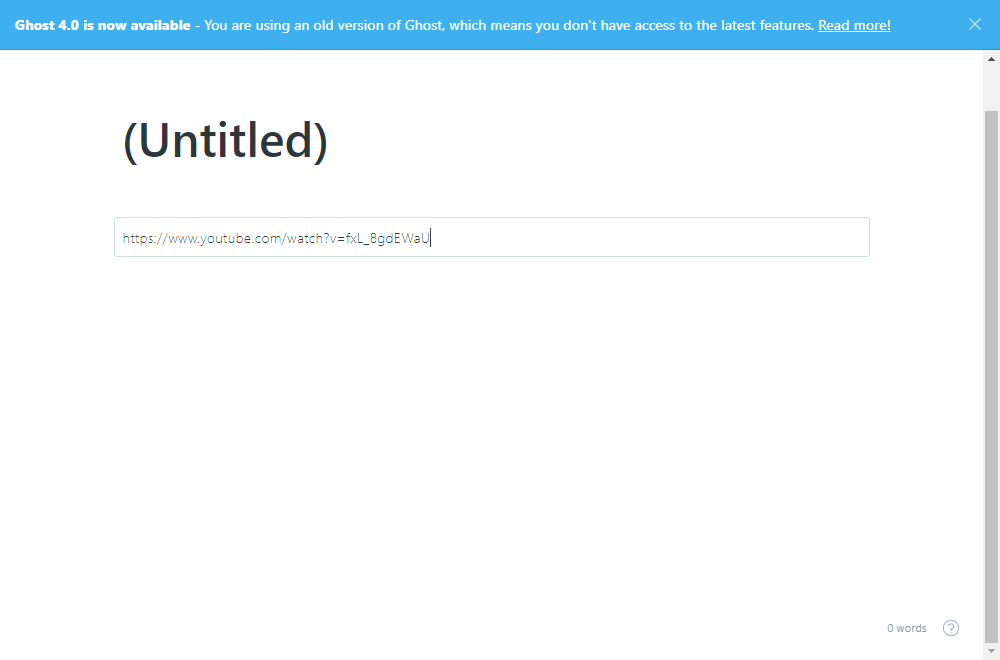 Ghost 4.0 is now available - You are using an old version of Ghost, which means you don't have access to the latest features. Read more!
(Untitled)
https://www.youtube.com/watch?v=fxL_8gdEWaU
0 words ?